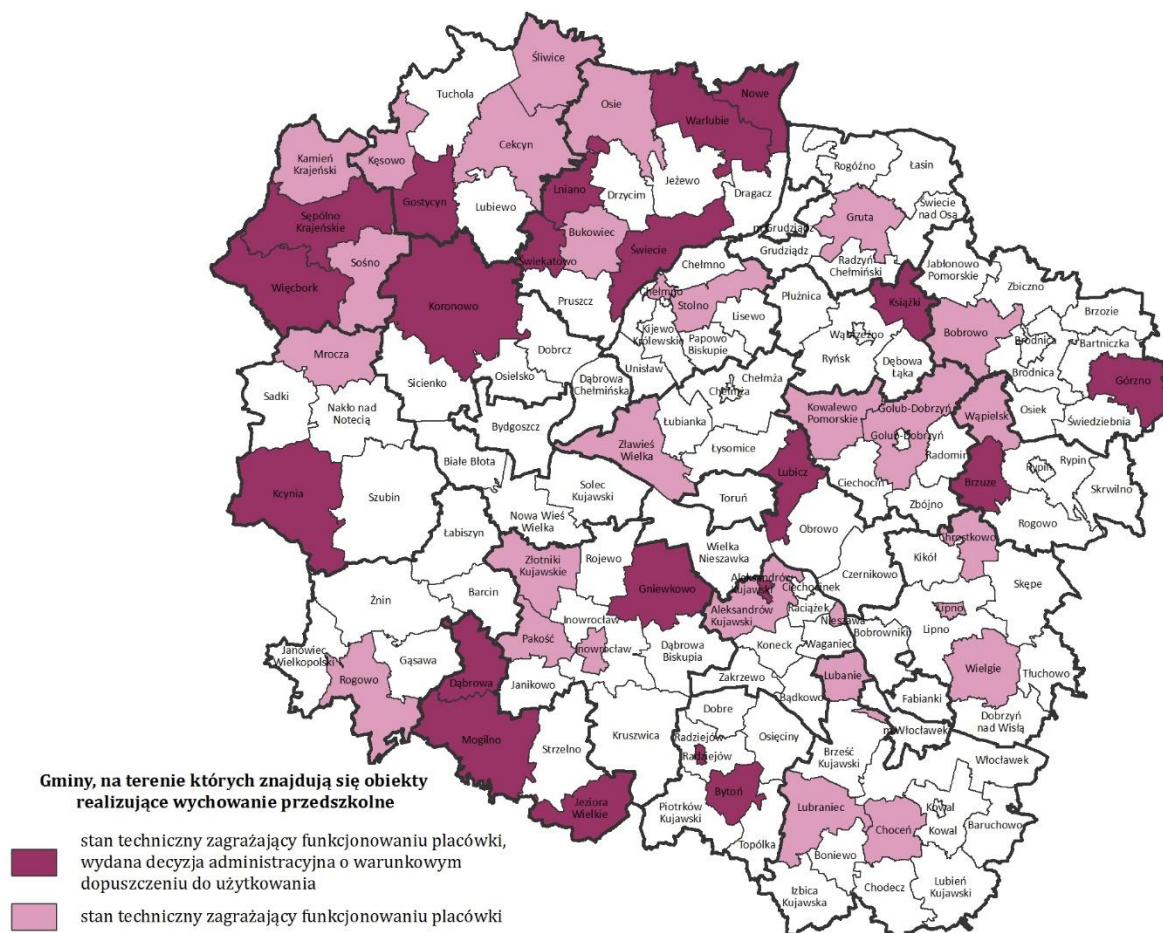 Śliwice
Tuchola
Nowe
Osie
Warlubie
Cekcyn
Kamień
Krajeński
Kęsowo
Rogóźno
Łasin
Lniano
Drzycim
Jeżewo
Dragacz
Gostycyn
Lubiewo
Świecie
nad Osą
Sępólno
Krajeńskie
Gruta
m.Grudziądz
Bukowiec
Świecie
Grudziądz
Świekatowo
Radzyń
Chełmiński
Jabłonowo
Pomorskie
Sośno
Chełmno
Zbiczno
Więcbork
Koronowo
Chełmno
Stolno
Płużnica
Książki
Pruszcz
Lisewo
Brzozie
Bobrowo
Kijewo
Królewskie
Papowo
Biskupie
Wąbrzeźno
Brodnica
Bartniczka
Mrocza
Dobrcz
Ryńsk
Dębowa
Łąka
Brodnica
Górzno
Sicienko
Osielsko
Unisław
Chełmża
Chełmża
Sadki
Dąbrowa
Chełmińska
Nakło nad
Notecią
Kowalewo
Pomorskie
Golub-Dobrzyń
Wąpielsk
Osiek
Świedziebnia
Bydgoszcz
Zławieś
Wielka
Łubianka
Łysomice
Golub-Dobrzyń
Radomin
Białe Błota
Lubicz
Ciechocin
Rypin
Rypin
Kcynia
Szubin
Solec
Kujawski
Toruń
Zbójno
Brzuze
Skrwilno
Nowa Wieś
Wielka
Obrowo
Rogowo
Łabiszyn
Wielka
Nieszawka
Chrostkowo
Złotniki
Kujawskie
Rojewo
Czernikowo
Kikół
Gniewkowo
Aleksandrów
Kujawski
Ciechocinek
Skępe
Żnin
Barcin
Aleksandrów
Kujawski
Raciążek
Nieszawa
Lipno
Inowrocław
Lipno
Pakość
Inowrocław
Waganiec
Bobrowniki
Janowiec
Wielkopolski
Gąsawa
Dąbrowa
Biskupia
Koneck
Rogowo
Wielgie
Tłuchowo
Dąbrowa
Janikowo
Zakrzewo
Lubanie
Bądkowo
Fabianki
Dobre
Dobrzyń
nad Wisłą
Mogilno
Kruszwica
Radziejów
Osięciny
m.Włocławek
Strzelno
Radziejów
Brześć
Kujawski
Włocławek
Jeziora
Wielkie
Bytoń
Piotrków
Kujawski
Lubraniec
Kowal
Choceń
Kowal
Baruchowo
Topólka
Boniewo
Izbica
Kujawska
Chodecz
Lubień
Kujawski
Gminy, na terenie których znajdują się obiekty
realizujące wychowanie przedszkolne
stan techniczny zagrażający funkcjonowaniu placówki,
wydana decyzja administracyjna o warunkowym
dopuszczeniu do użytkowania
stan techniczny zagrażający funkcjonowaniu placówki